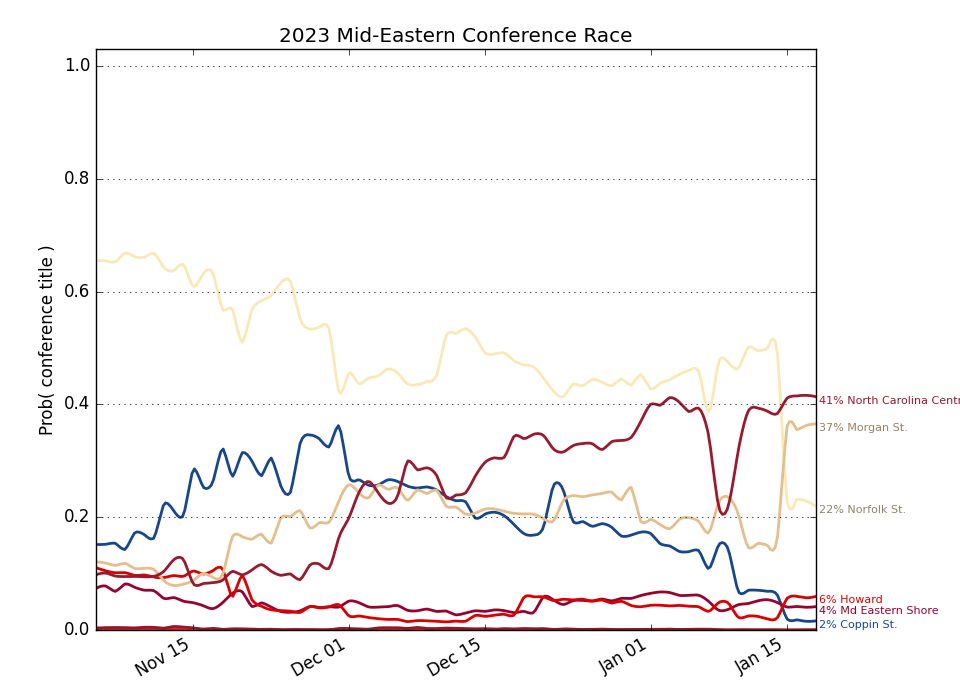 2023 Mid-Eastern Conference Race
Prob( conference title )
1.0
0.8
0.6
0.4
0.2
0.0
Nov 15
Dec 01
Dec 15
Jan 01
Jan 15
41% North Carolina Centr
37% Morgan St.
22% Norfolk St.
6% Howard
4% Md Eastern Shore
2% Coppin St.